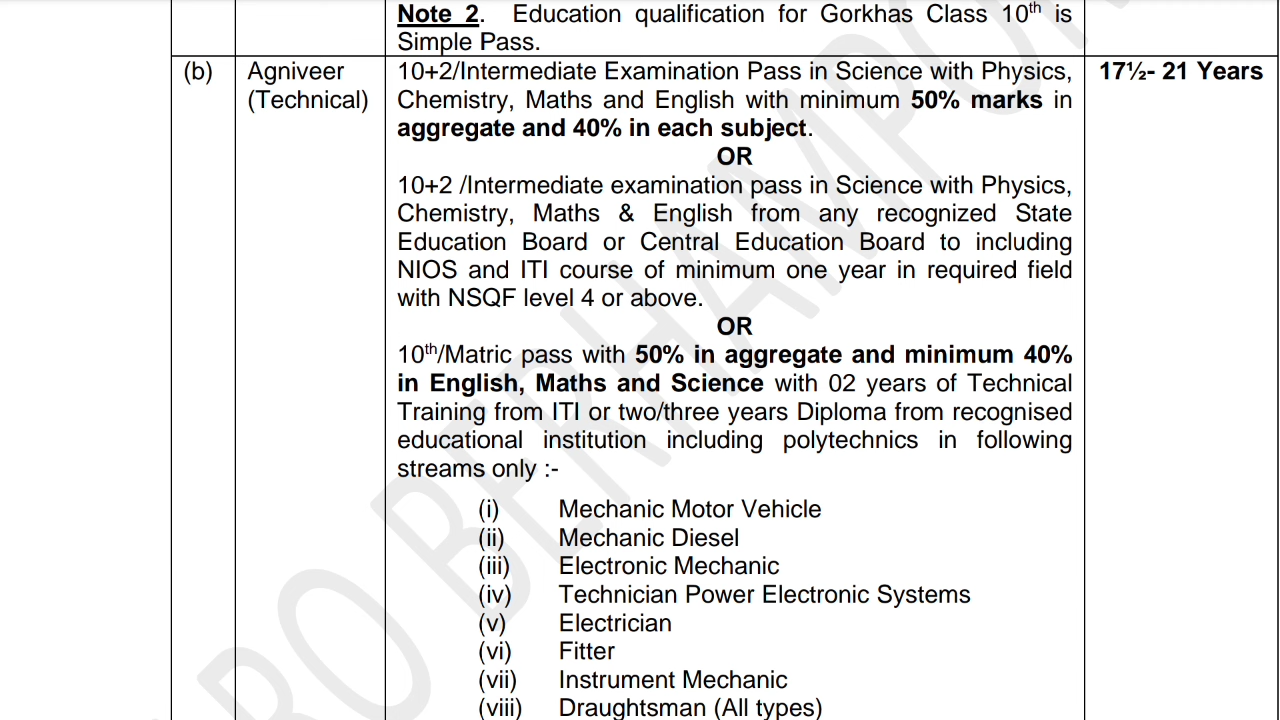 Note 2. Education qualification for Gorkhas Class 10th is
Simple Pass.
(b) Agniveer (Technical)
10+2/Intermediate Examination Pass in Science with Physics,
Chemistry, Maths and English with minimum 50% marks in
aggregate and 40% in each subject.
OR
10+2 /Intermediate examination pass in Science with Physics,
Chemistry, Maths & English from any recognized State
Education Board or Central Education Board to including
NIOS and ITI course of minimum one year in required field
with NSQF level 4 or above.
OR
10th/Matric pass with 50% in aggregate and minimum 40%
in English, Maths and Science with 02 years of Technical
Training from ITI or two/three years Diploma from recognised
educational institution including polytechnics in following
streams only :-
(i) Mechanic Motor Vehicle
(ii) Mechanic Diesel
(iii) Electronic Mechanic
(iv) Technician Power Electronic Systems
(v) Electrician
(vi) Fitter
(vii) Instrument Mechanic
(viii) Draughtsman (All types)
17½- 21 Years